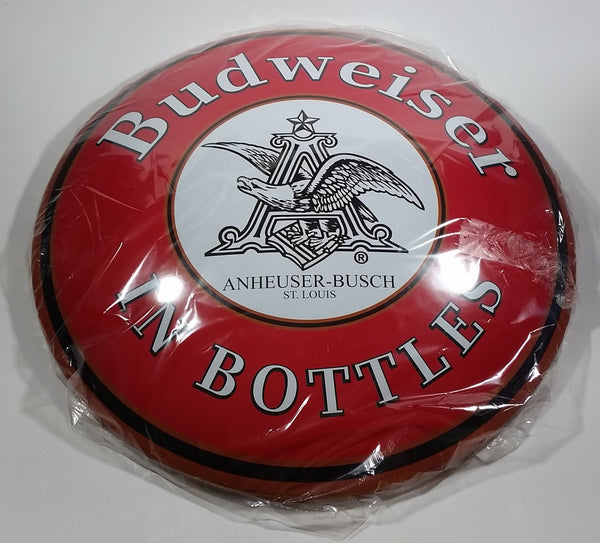 Budweiser
®
ANHEUSER-BUSCH
ST. LOUIS
IN BOTTLES